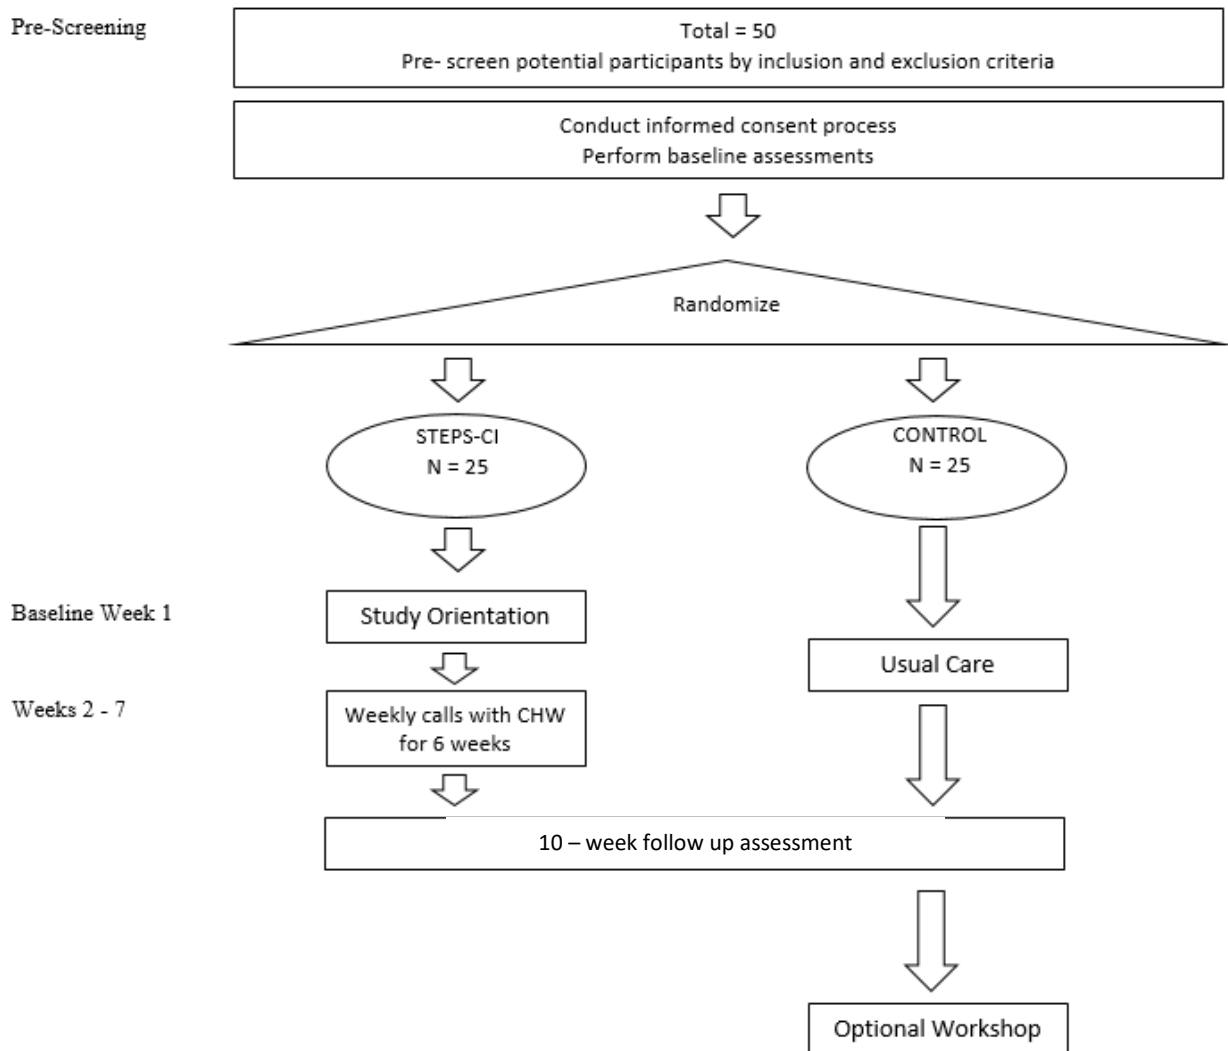 Pre-Screening
Total = 50
Pre- screen potential participants by inclusion and exclusion criteria
Conduct informed consent process
Perform baseline assessments
Randomize
STEPS-CI
N = 25
CONTROL
N = 25
Baseline Week 1
Study Orientation
Usual Care
Weeks 2 - 7
Weekly calls with CHW
for 6 weeks
10 – week follow up assessment
Optional Workshop